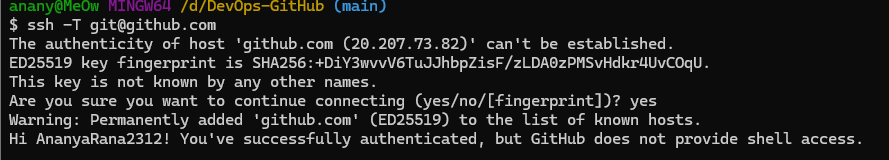 anany@MeOw MINGW64 /d/DevOps-GitHub (main)
$ ssh -T git@github.com
The authenticity of host 'github.com (20.207.73.82)' can't be established.
ED25519 key fingerprint is SHA256:+DiY3wvvV6TuJJhbpZisF/zLDA0zPMSvHdkr4UvCOqU.
This key is not known by any other names.
Are you sure you want to continue connecting (yes/no/[fingerprint])? yes
Warning: Permanently added 'github.com' (ED25519) to the list of known hosts.
Hi AnanyaRana2312! You've successfully authenticated, but GitHub does not provide shell access.